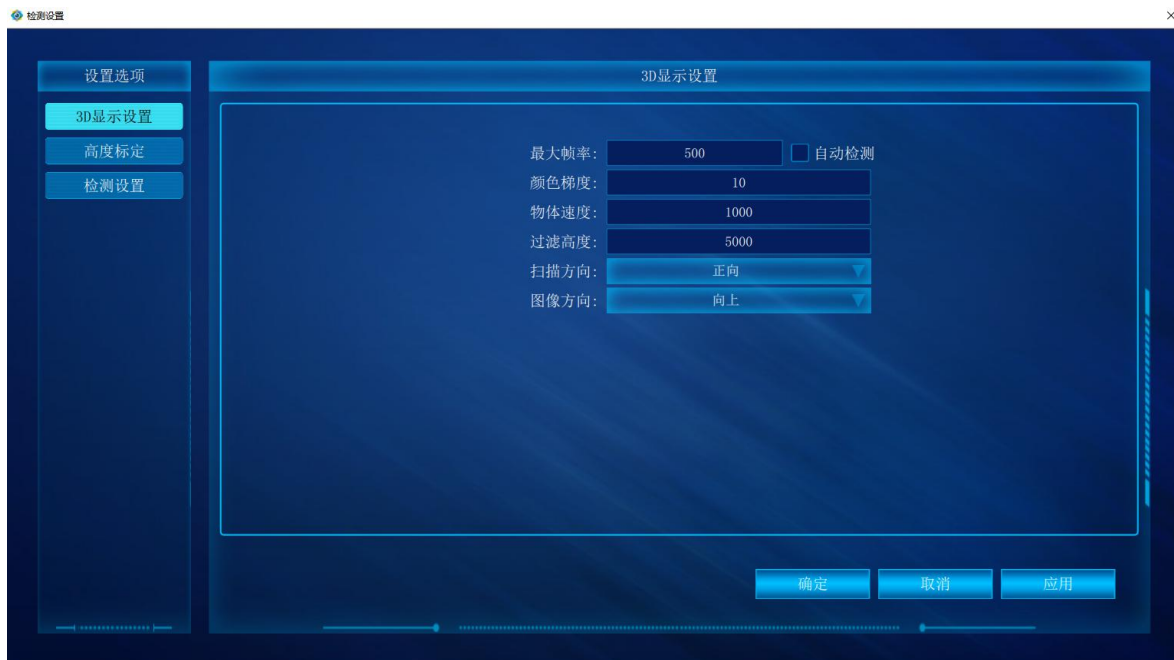 检测设置
设置选项
3D显示设置
高度标定
检测设置
3D显示设置
最大帧率: 500 自动检测
颜色梯度: 10
物体速度: 1000
过滤高度: 5000
扫描方向: 正向
图像方向: 向上
确定 取消 应用